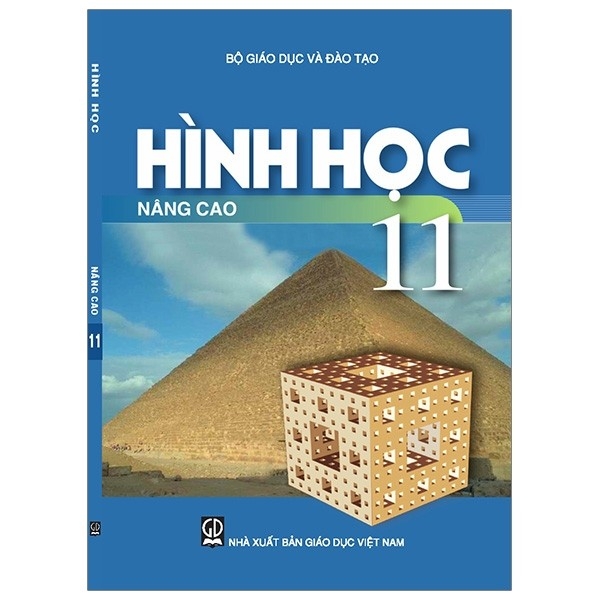 HÌNH HỌC
NÂNG CAO
11
BỘ GIÁO DỤC VÀ ĐÀO TẠO
HÌNH HỌC
NÂNG CAO
11
GD
NHÀ XUẤT BẢN GIÁO DỤC VIỆT NAM